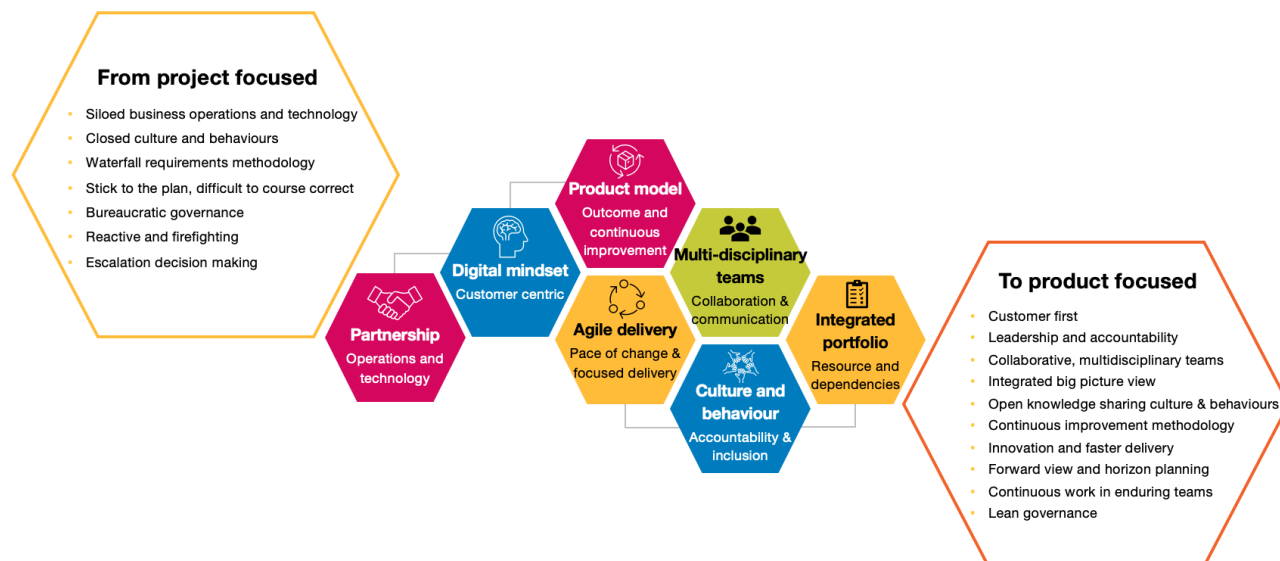 From project focused
Siloed business operations and technology
Closed culture and behaviours
Waterfall requirements methodology
Stick to the plan, difficult to course correct
Bureaucratic governance
Reactive and firefighting
Escalation decision making
Partnership
Operations and
technology
Digital mindset
Customer centric
Product model
Outcome and
continuous
improvement
Agile delivery
Pace of change &
focused delivery
Multi-disciplinary
teams
Collaboration &
communication
Culture and
behaviour
Accountability &
inclusion
Integrated
portfolio
Resource and
dependencies
To product focused
Customer first
Leadership and accountability
Collaborative, multidisciplinary teams
Integrated big picture view
Open knowledge sharing culture & behaviours
Continuous improvement methodology
Innovation and faster delivery
Forward view and horizon planning
Continuous work in enduring teams
Lean governance